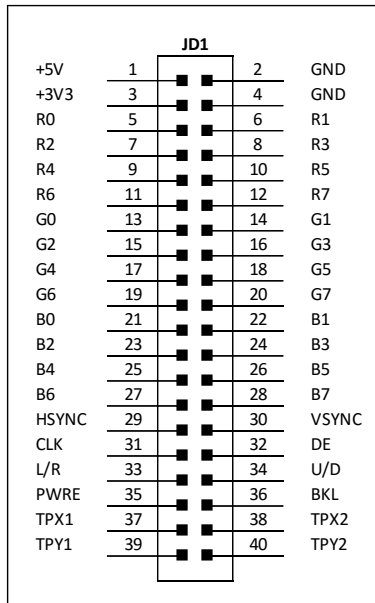 JD1
+5V 1 2 GND
+3V3 3 4 GND
R0 5 6 R1
R2 7 8 R3
R4 9 10 R5
R6 11 12 R7
G0 13 14 G1
G2 15 16 G3
G4 17 18 G5
G6 19 20 G7
B0 21 22 B1
B2 23 24 B3
B4 25 26 B5
B6 27 28 B7
HSYNC 29 30 VSYNC
CLK 31 32 DE
L/R 33 34 U/D
PWRE 35 36 BKL
TPX1 37 38 TPX2
TPY1 39 40 TPY2